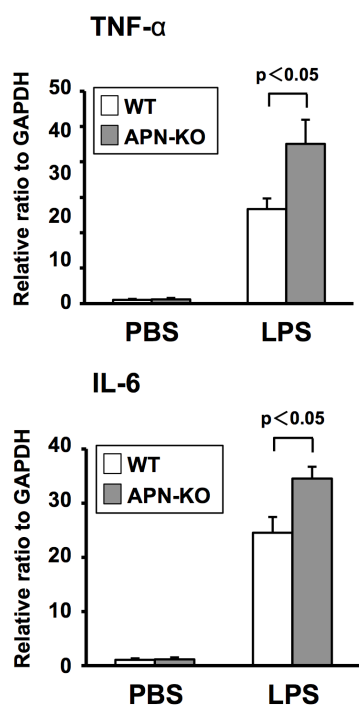 TNF-α
Relative ratio to GAPDH
50
40
30
20
10
0
WT
APN-KO
p＜0.05
PBS
LPS
IL-6
Relative ratio to GAPDH
40
30
20
10
0
WT
APN-KO
p＜0.05
PBS
LPS